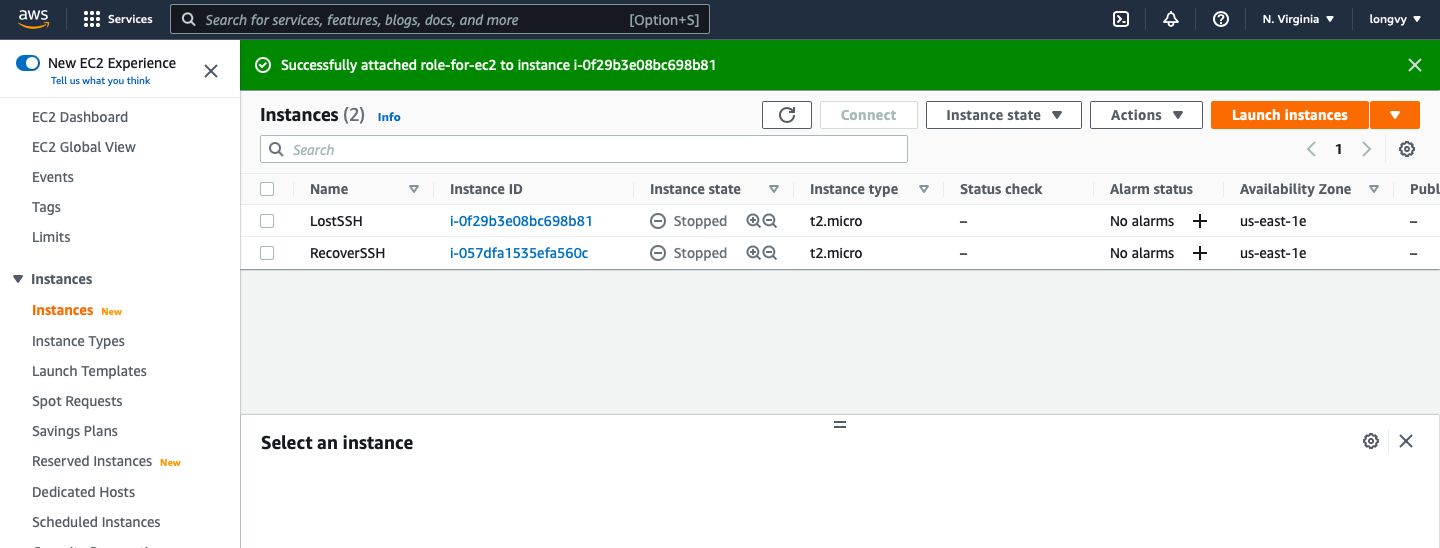 aws
Services
Search for services, features, blogs, docs, and more [Option+S]
N. Virginia
longvy
New EC2 Experience
Tell us what you think
EC2 Dashboard
EC2 Global View
Events
Tags
Limits
Instances
Instances New
Instance Types
Launch Templates
Spot Requests
Savings Plans
Reserved Instances New
Dedicated Hosts
Scheduled Instances
Successfully attached role-for-ec2 to instance i-0f29b3e08bc698b81
Instances (2) Info
Connect
Instance state
Actions
Launch instances
Search
1
Name Instance ID Instance state Instance type Status check Alarm status Availability Zone Publ
LostSSH i-0f29b3e08bc698b81 Stopped t2.micro – No alarms us-east-1e –
RecoverSSH i-057dfa1535efa560c Stopped t2.micro – No alarms us-east-1e –
Select an instance